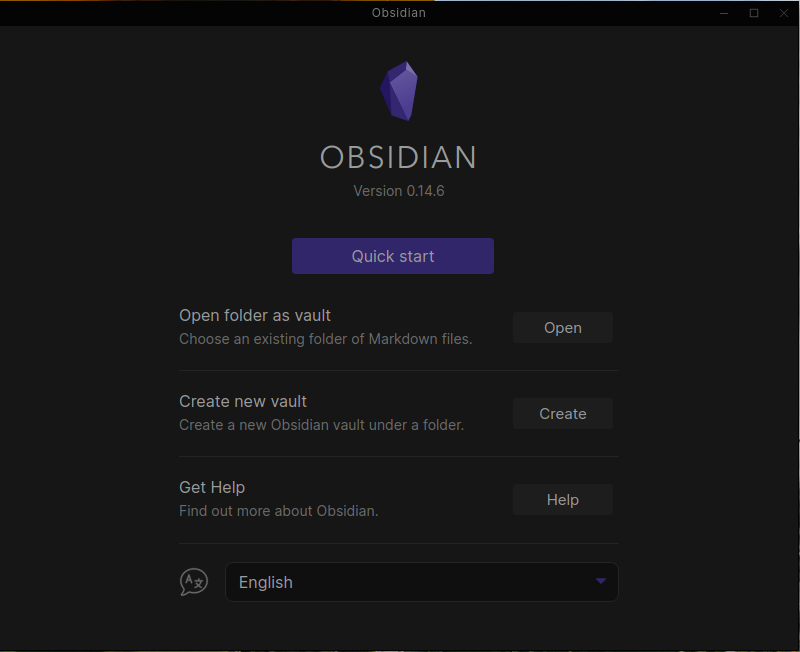 Obsidian
OBSIDIAN
Version 0.14.6
Quick start
Open folder as vault
Choose an existing folder of Markdown files.
Open
Create new vault
Create a new Obsidian vault under a folder.
Create
Get Help
Find out more about Obsidian.
Help
A文
English